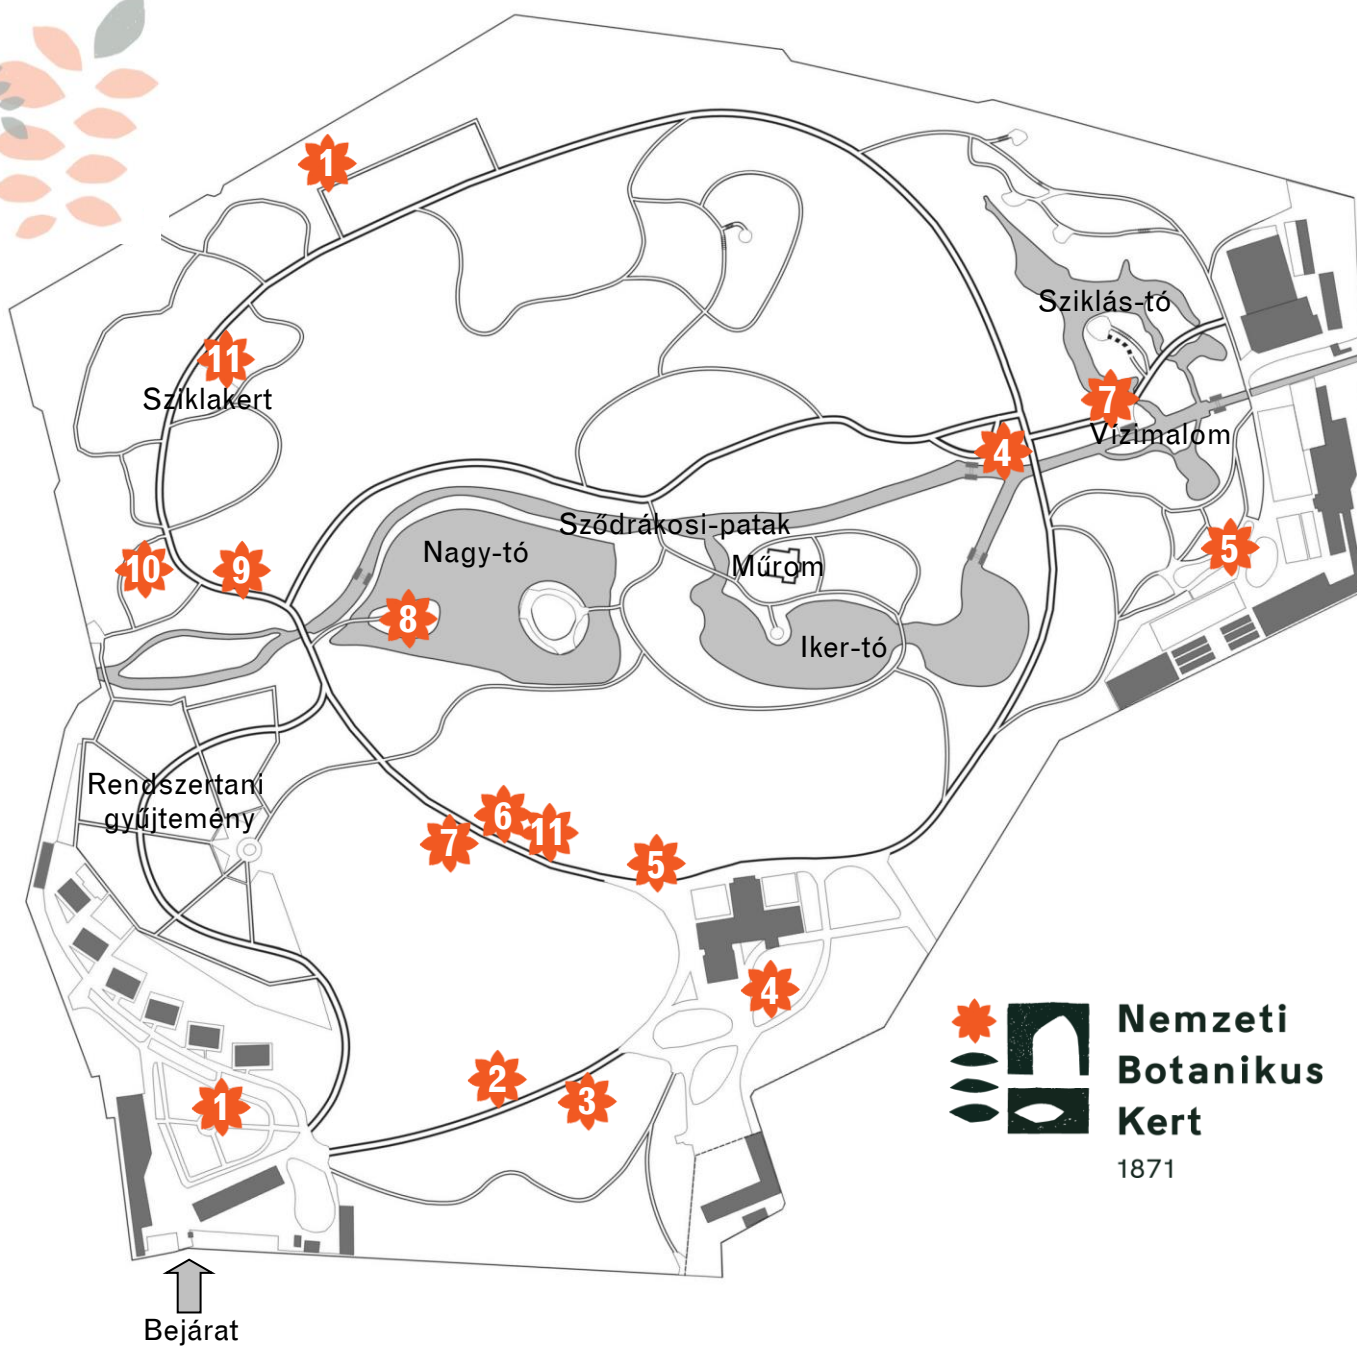 1
Sziklás-tó
11
Sziklakert
7
Vízimalom
4
Sződrákosi-patak
5
Nagy-tó
Műrom
10
9
8
Iker-tó
Rendszertani
gyűjtemény
6
7
11
5
4
2
3
1
Nemzeti
Botanikus
Kert
1871
Bejárat